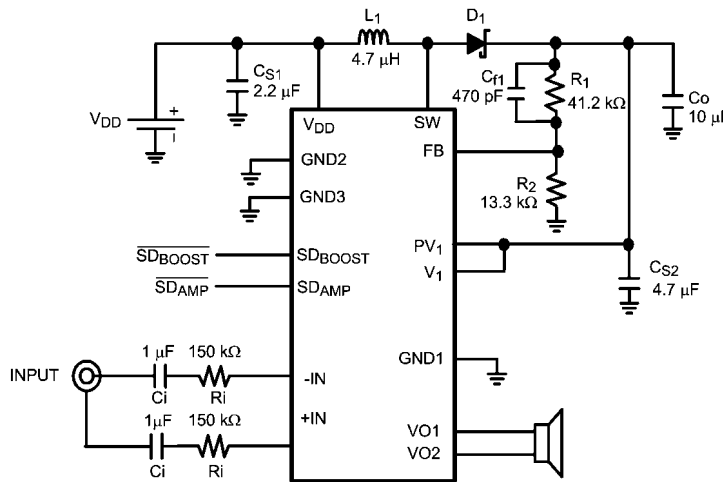 L1
4.7 µH
D1
CS1
2.2 µF
Cf1
470 pF
R1
41.2 kΩ
Co
10 µl
VDD
+
VDD
SW
GND2
FB
GND3
R2
13.3 kΩ
SDBOOST
SDBOOST
PV1
V1
SDAMP
SDAMP
CS2
4.7 µF
1 µF
150 kΩ
INPUT
-IN
GND1
Ci
Ri
1µF
150 kΩ
+IN
Ci
Ri
VO1
VO2